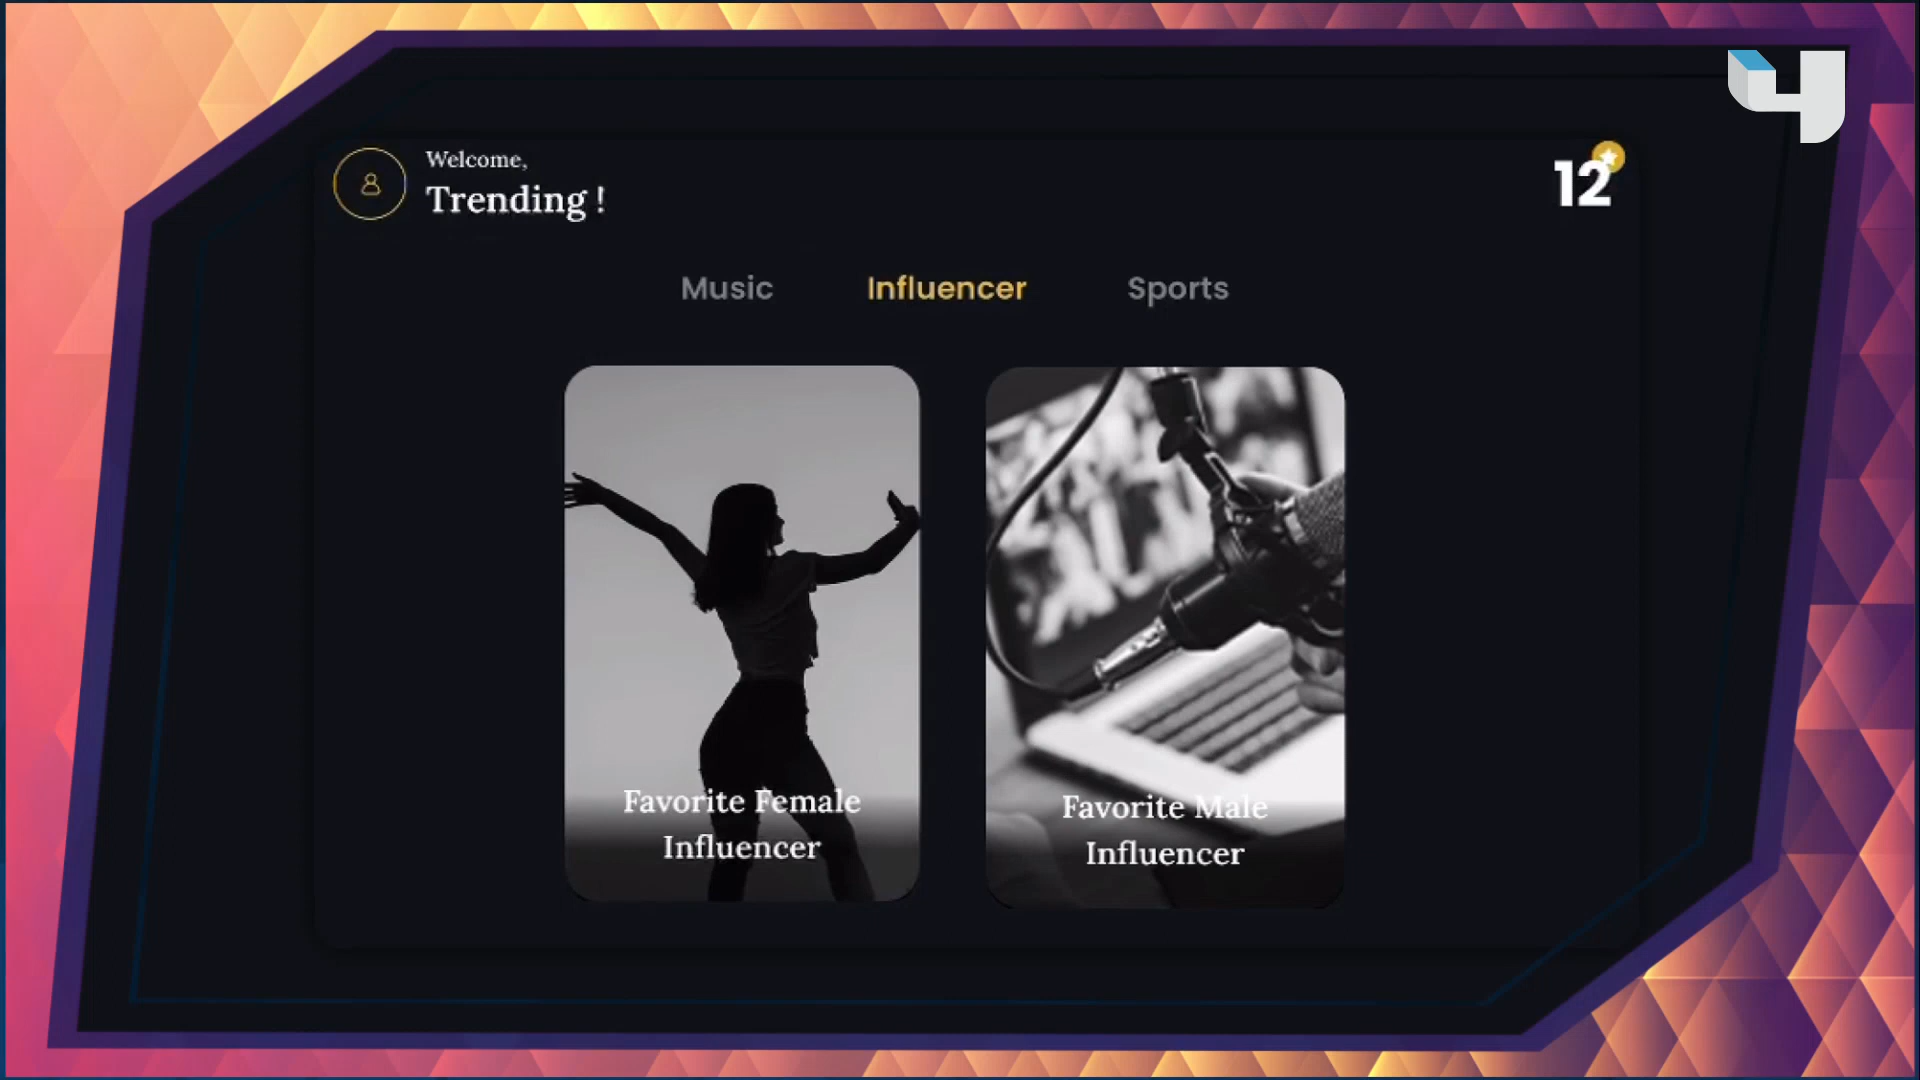 Welcome,
Trending !
12
Music
Influencer
Sports
Favorite Female
Influencer
Favorite Male
Influencer